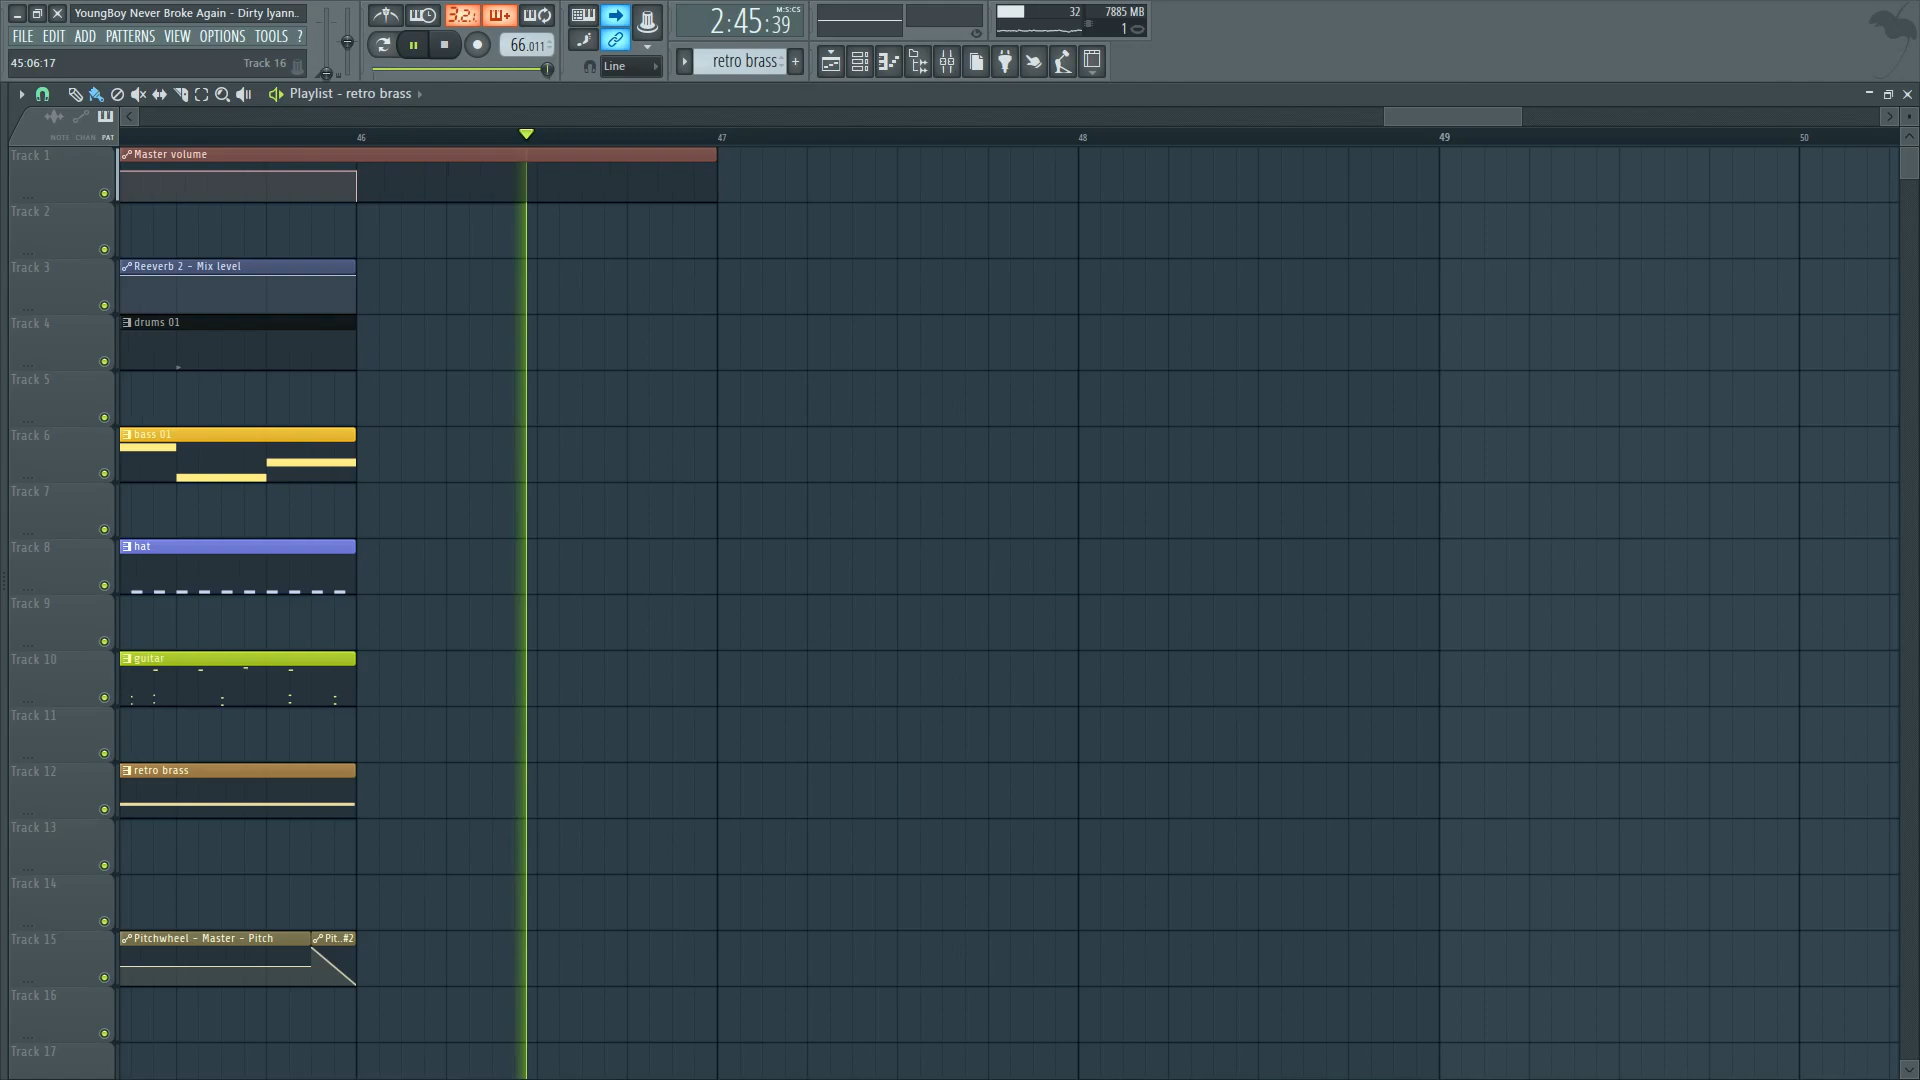 YoungBoy Never Broke Again - Dirty lyann..
FILE EDIT ADD PATTERNS VIEW OPTIONS TOOLS ?
45:06:17 Track 16
3.2.
66.011
Line
M:S:CS
2:45:39
retro brass
+
32 7885 MB
1
Playlist - retro brass
NOTE CHAN PAT
46 47 48 49 50
Track 1
Master volume
Track 2
Track 3
Reeverb 2 - Mix level
Track 4
drums 01
Track 5
Track 6
bass 01
Track 7
Track 8
hat
Track 9
Track 10
guitar
Track 11
Track 12
retro brass
Track 13
Track 14
Track 15
Pitchwheel - Master - Pitch Pit..#2
Track 16
Track 17